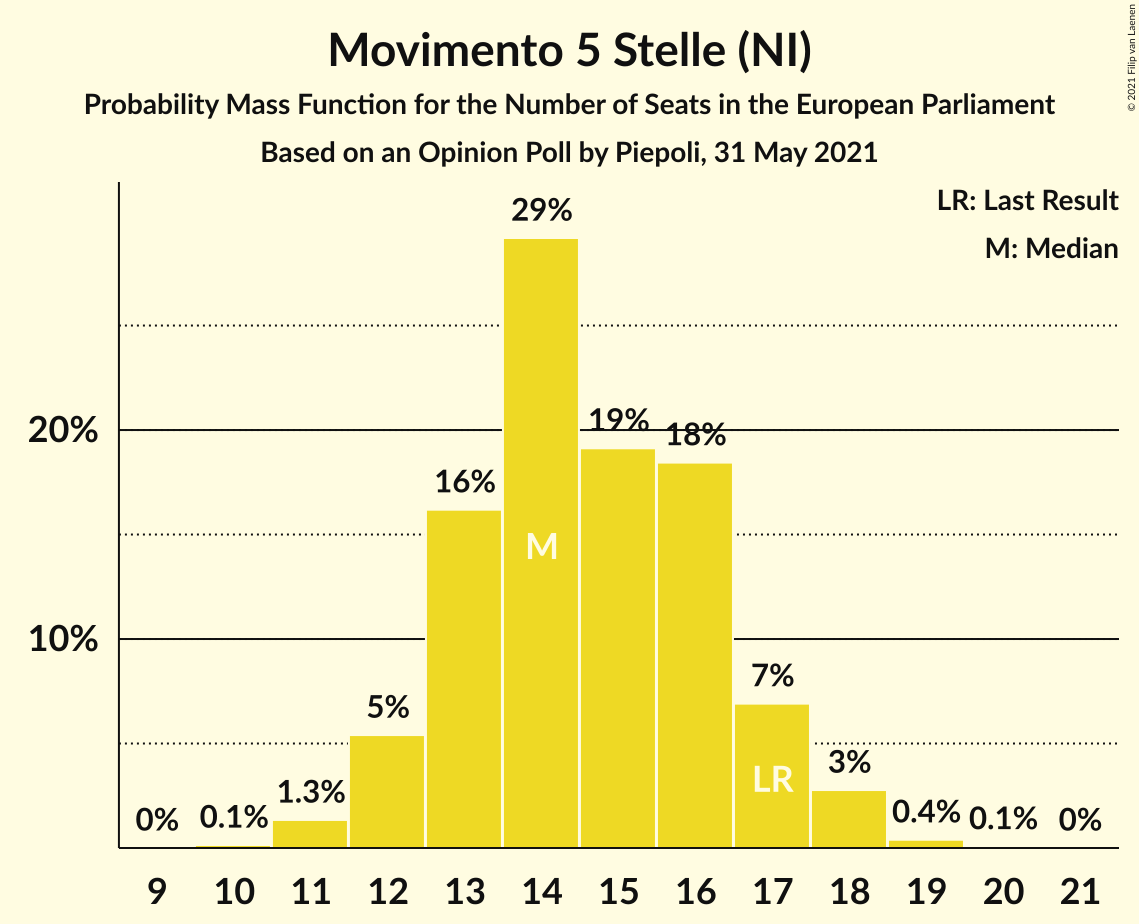 Movimento 5 Stelle (NI)
Probability Mass Function for the Number of Seats in the European Parliament
Based on an Opinion Poll by Piepoli, 31 May 2021
© 2021 Filip van Laenen
LR: Last Result
M: Median
29%
20%
19%
18%
16%
M
10%
7%
5%
3%
LR
1.3%
0.4%
0%
0.1%
0.1%
0%
9 10 11 12 13 14 15 16 17 18 19 20 21